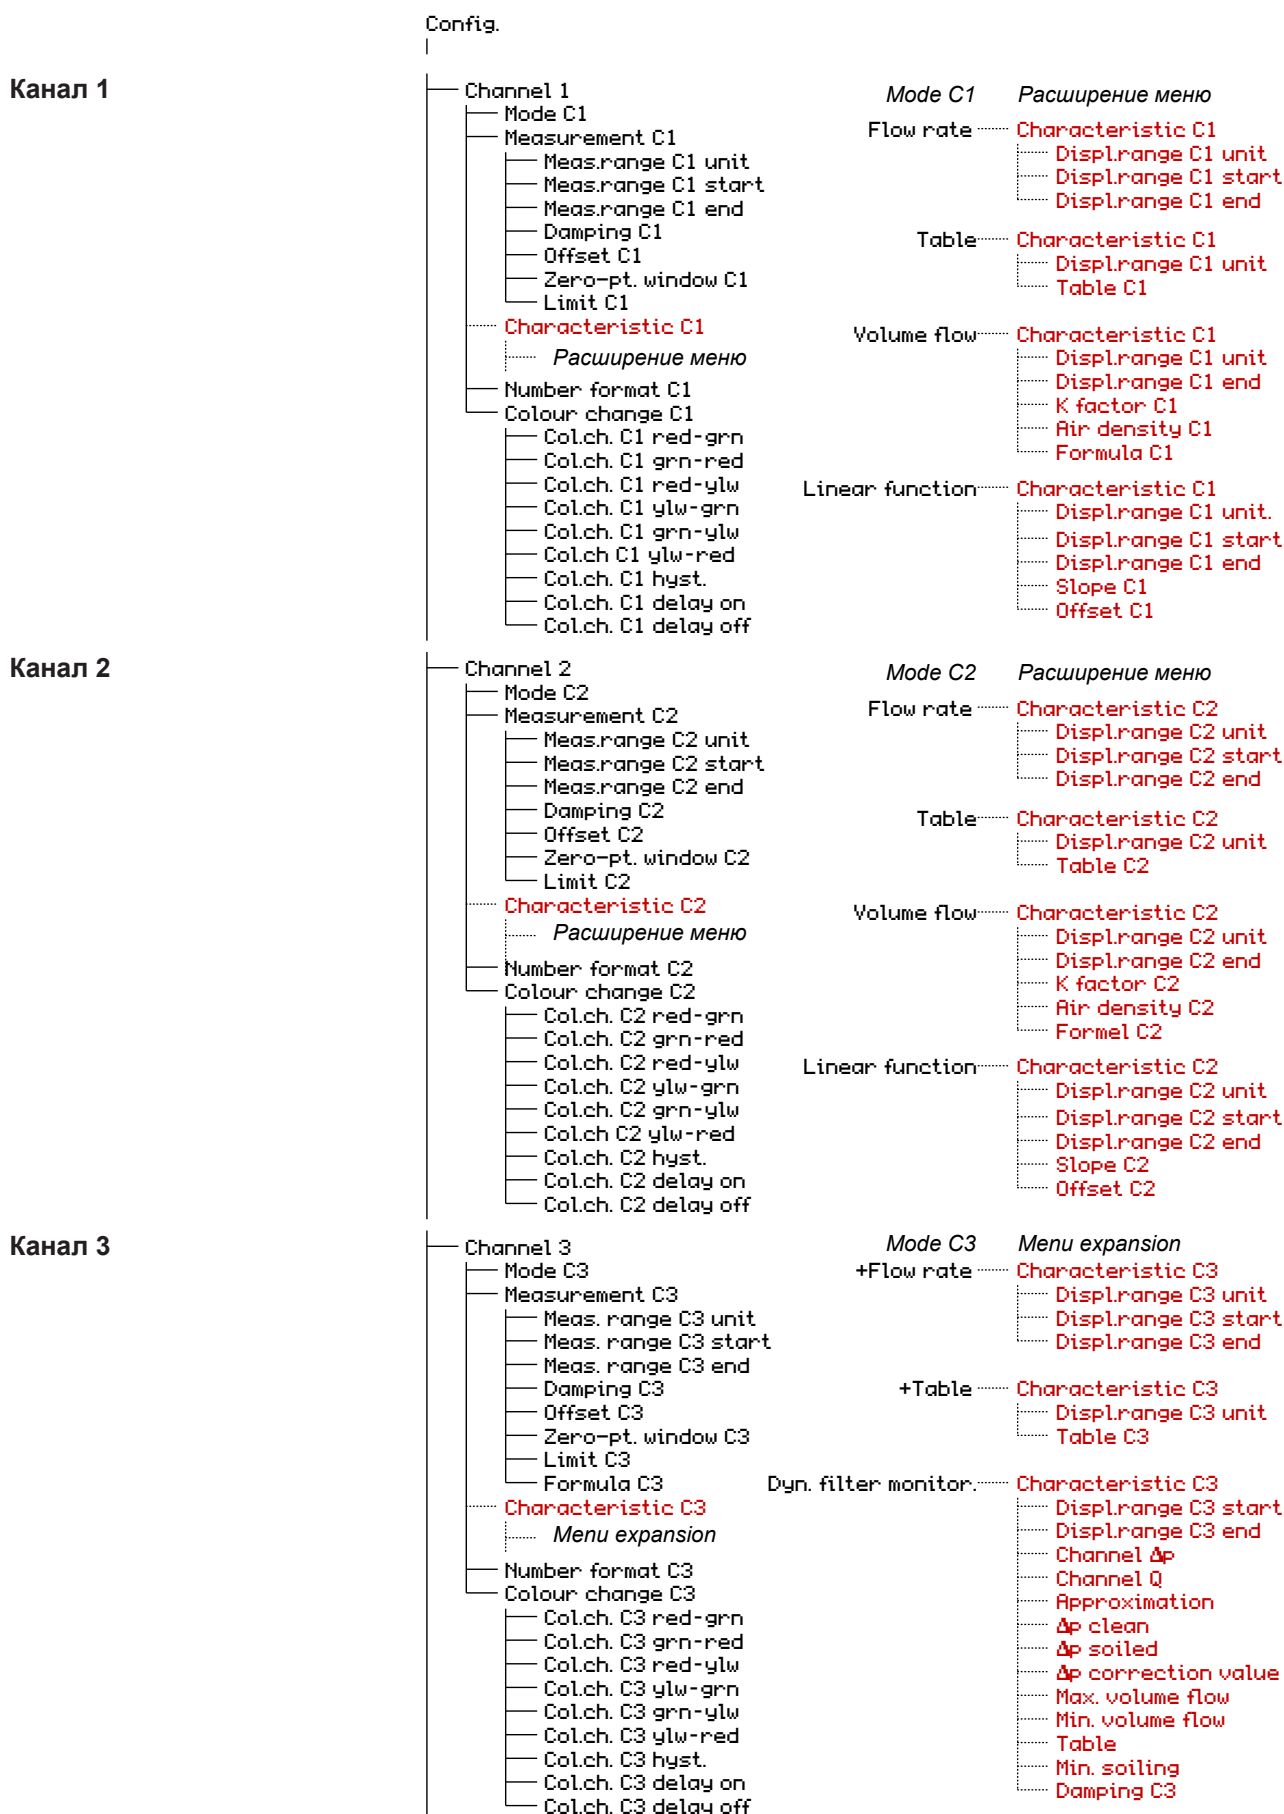 Config.
Канал 1
Channel 1
Mode C1
Measurement C1
Meas.range C1 unit
Meas.range C1 start
Meas.range C1 end
Damping C1
Offset C1
Zero-pt. window C1
Limit C1
Characteristic C1
Расширение меню
Number format C1
Colour change C1
Col.ch. C1 red-grn
Col.ch. C1 grn-red
Col.ch. C1 red-ylw
Col.ch. C1 ylw-grn
Col.ch. C1 grn-ylw
Col.ch C1 ylw-red
Col.ch. C1 hyst.
Col.ch. C1 delay on
Col.ch. C1 delay off
Mode C1 Расширение меню
Flow rate Characteristic C1
Displ.range C1 unit
Displ.range C1 start
Displ.range C1 end
Table Characteristic C1
Displ.range C1 unit
Table C1
Volume flow Characteristic C1
Displ.range C1 unit
Displ.range C1 end
K factor C1
Air density C1
Formula C1
Linear function Characteristic C1
Displ.range C1 unit.
Displ.range C1 start
Displ.range C1 end
Slope C1
Offset C1
Канал 2
Channel 2
Mode C2
Measurement C2
Meas.range C2 unit
Meas.range C2 start
Meas.range C2 end
Damping C2
Offset C2
Zero-pt. window C2
Limit C2
Characteristic C2
Расширение меню
Number format C2
Colour change C2
Col.ch. C2 red-grn
Col.ch. C2 grn-red
Col.ch. C2 red-ylw
Col.ch. C2 ylw-grn
Col.ch. C2 grn-ylw
Col.ch C2 ylw-red
Col.ch. C2 hyst.
Col.ch. C2 delay on
Col.ch. C2 delay off
Mode C2 Расширение меню
Flow rate Characteristic C2
Displ.range C2 unit
Displ.range C2 start
Displ.range C2 end
Table Characteristic C2
Displ.range C2 unit
Table C2
Volume flow Characteristic C2
Displ.range C2 unit
Displ.range C2 end
K factor C2
Air density C2
Formel C2
Linear function Characteristic C2
Displ.range C2 unit
Displ.range C2 start
Displ.range C2 end
Slope C2
Offset C2
Канал 3
Channel 3
Mode C3
Measurement C3
Meas. range C3 unit
Meas. range C3 start
Meas. range C3 end
Damping C3
Offset C3
Zero-pt. window C3
Limit C3
Formula C3
Characteristic C3
Menu expansion
Number format C3
Colour change C3
Col.ch. C3 red-grn
Col.ch. C3 grn-red
Col.ch. C3 red-ylw
Col.ch. C3 ylw-grn
Col.ch. C3 grn-ylw
Col.ch. C3 ylw-red
Col.ch. C3 hyst.
Col.ch. C3 delay on
Col.ch. C3 delay off
Mode C3 Menu expansion
+Flow rate Characteristic C3
Displ.range C3 unit
Displ.range C3 start
Displ.range C3 end
+Table Characteristic C3
Displ.range C3 unit
Table C3
Dyn. filter monitor. Characteristic C3
Displ.range C3 start
Displ.range C3 end
Channel Δp
Channel Q
Approximation
Δp clean
Δp soiled
Δp correction value
Max. volume flow
Min. volume flow
Table
Min. soiling
Damping C3